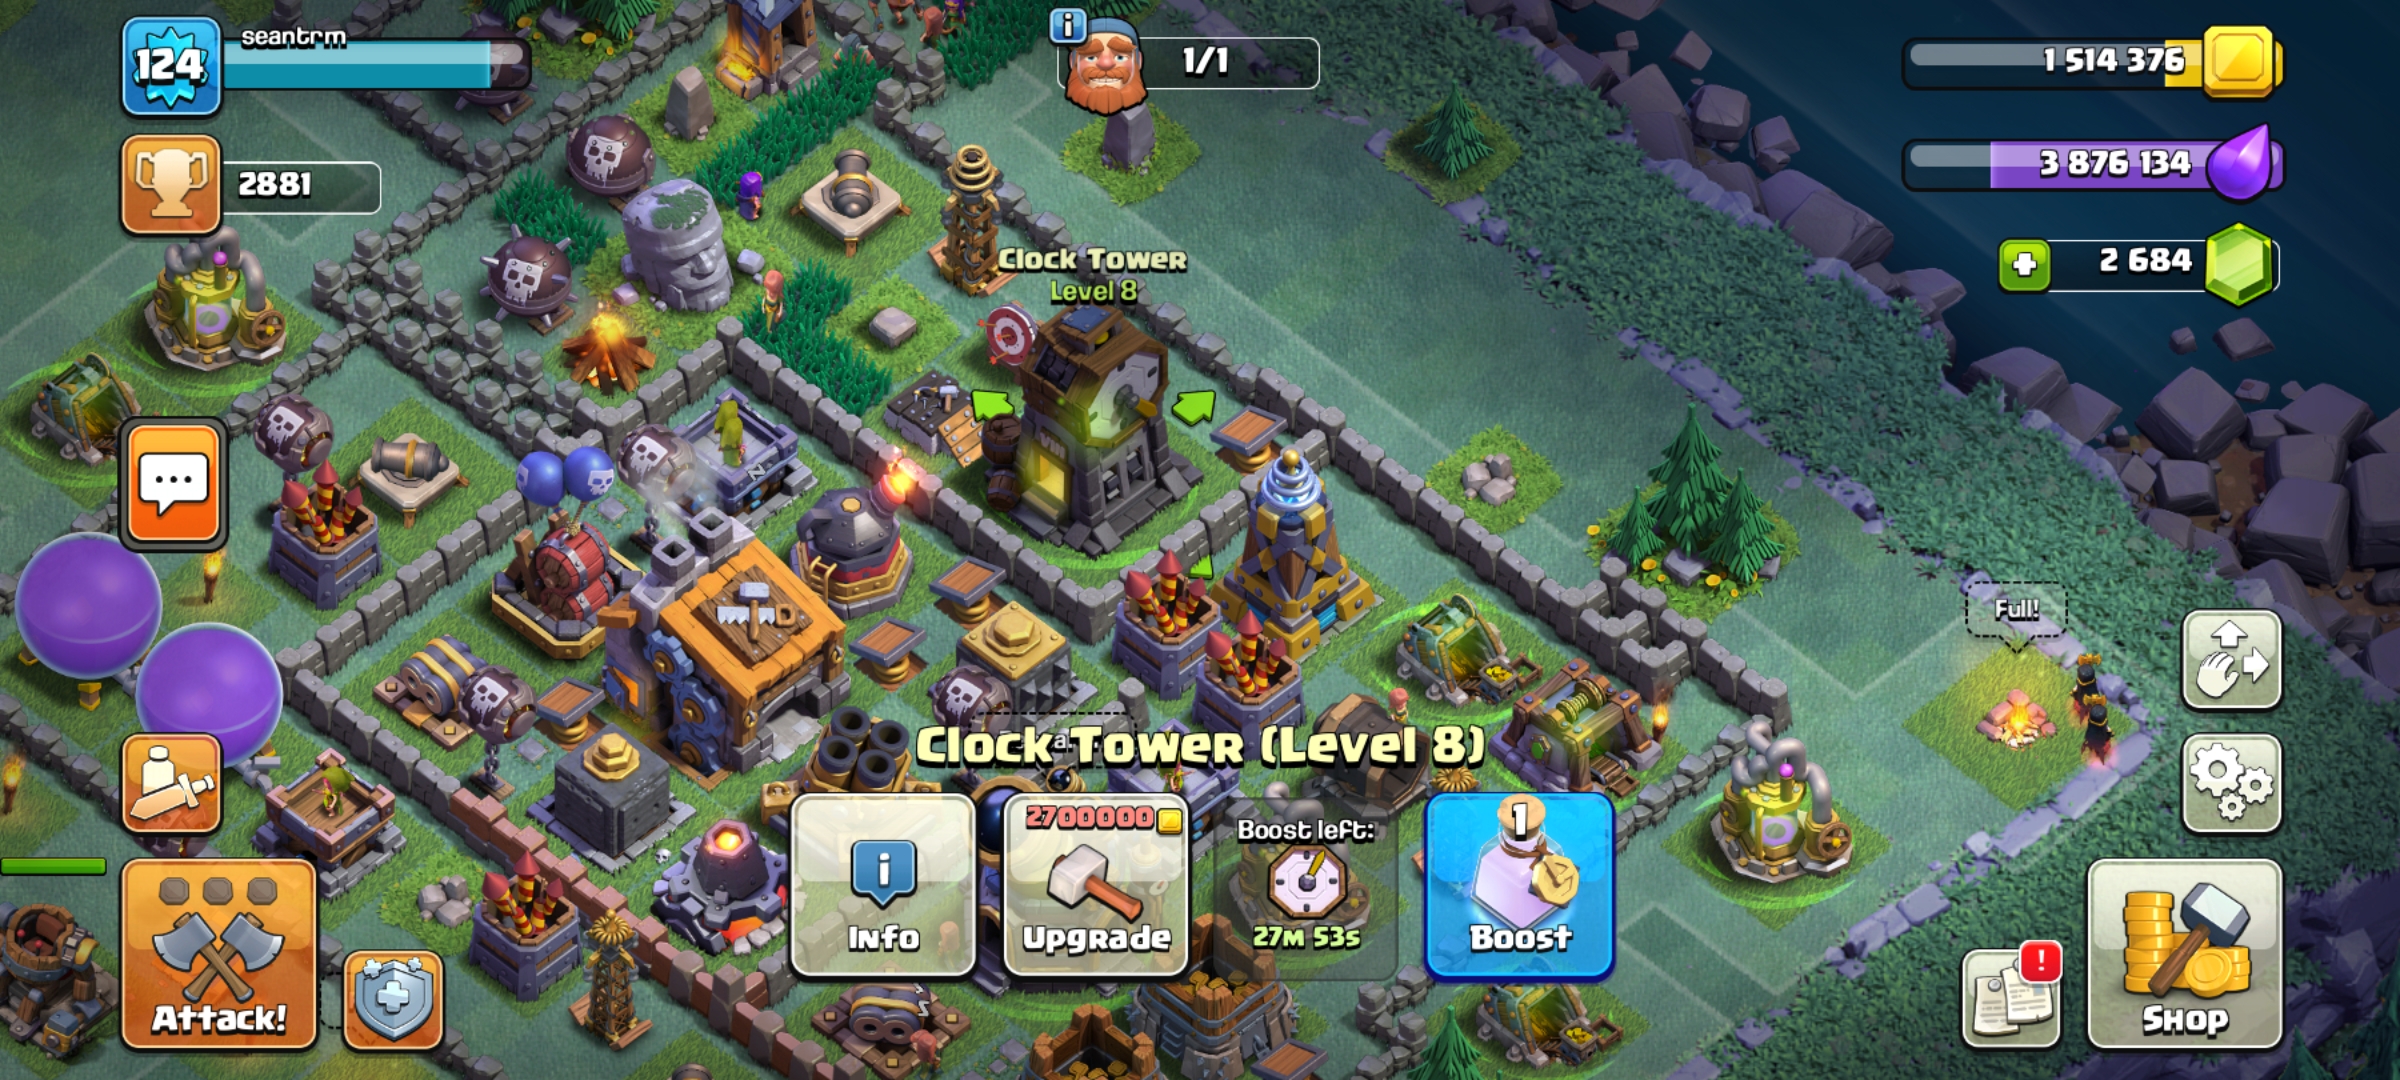 124
seantrm
1/1
1 514 376
2881
3 876 134
2 684
Clock Tower
Level 8
Full!
Clock Tower (Level 8)
2700000
Info
Upgrade
Boost left:
27M 53s
1
Boost
Attack!
!
Shop